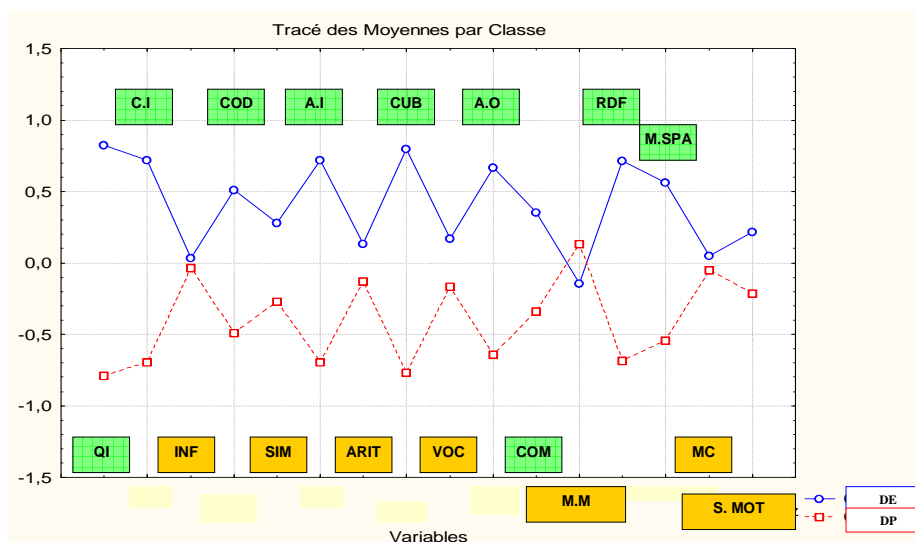 Tracé des Moyennes par Classe
1,5
1,0
0,5
0,0
-0,5
-1,0
-1,5
C.I
COD
A.I
CUB
A.O
RDF
M.SPA
QI
INF
SIM
ARIT
VOC
COM
MC
M.M
S. MOT
DE
DP
Variables